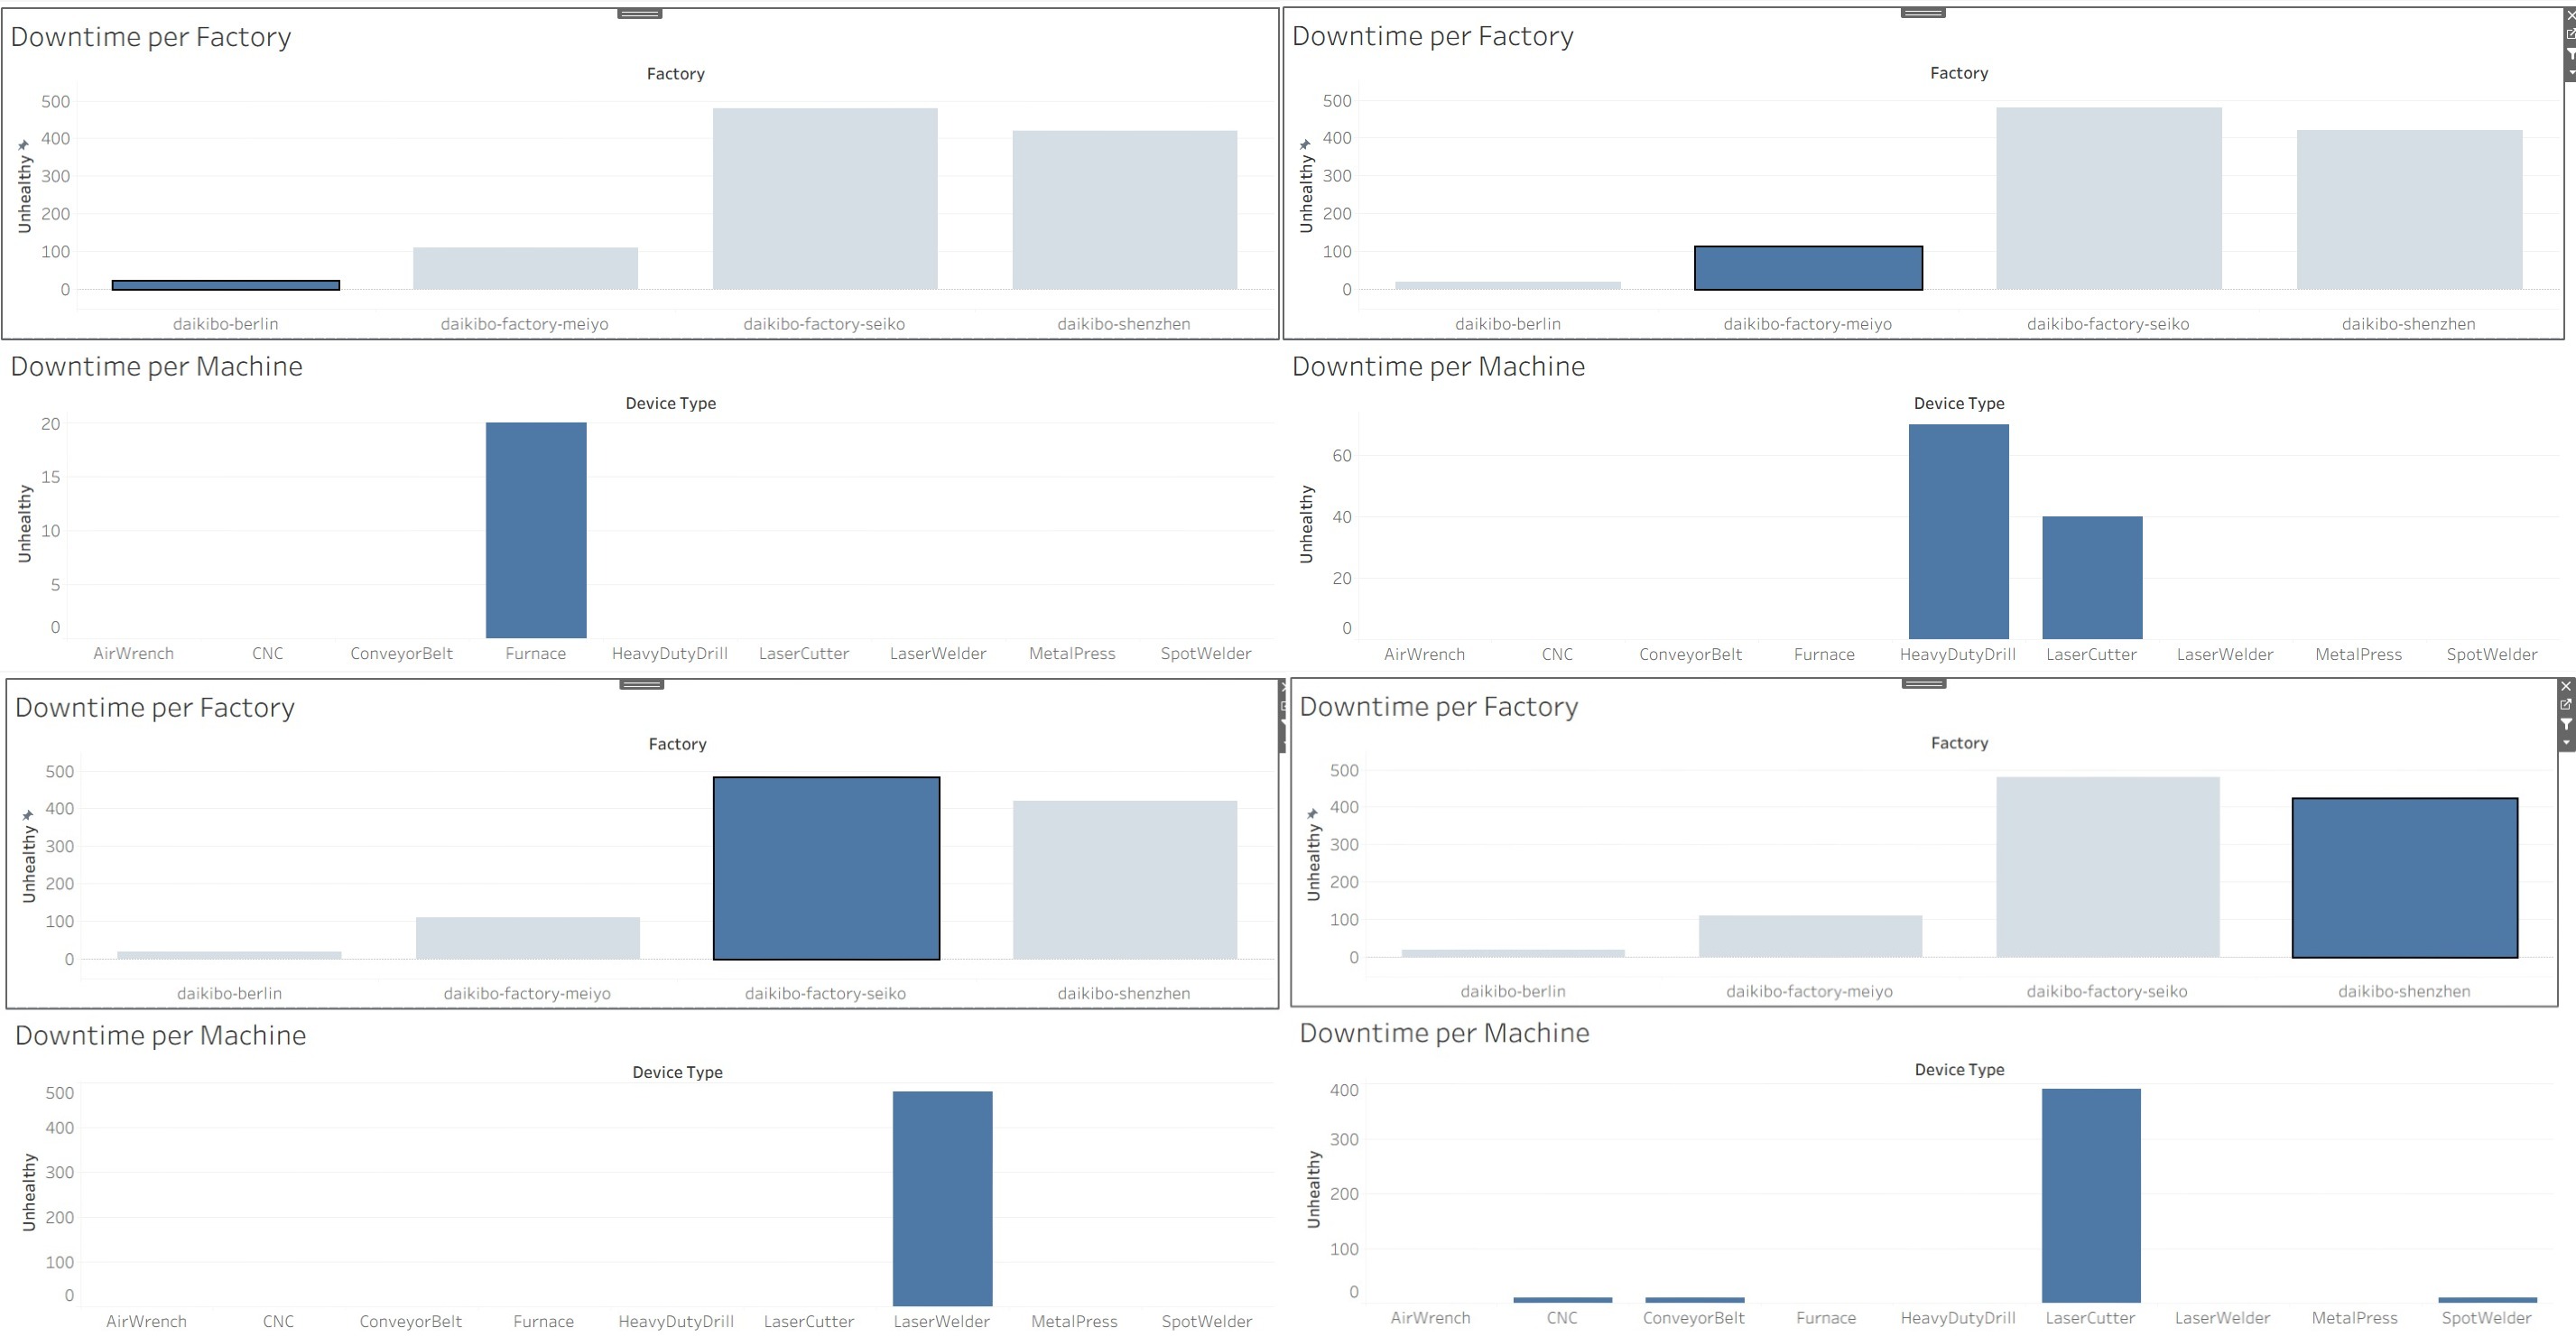 Downtime per Factory
Factory
500
400
300
200
100
0
Unhealthy
daikibo-berlin daikibo-factory-meiyo daikibo-factory-seiko daikibo-shenzhen
Downtime per Machine
Device Type
20
15
10
5
0
Unhealthy
AirWrench CNC ConveyorBelt Furnace HeavyDutyDrill LaserCutter LaserWelder MetalPress SpotWelder
Downtime per Factory
Factory
500
400
300
200
100
0
Unhealthy
daikibo-berlin daikibo-factory-meiyo daikibo-factory-seiko daikibo-shenzhen
Downtime per Machine
Device Type
60
40
20
0
Unhealthy
AirWrench CNC ConveyorBelt Furnace HeavyDutyDrill LaserCutter LaserWelder MetalPress SpotWelder
Downtime per Factory
Factory
500
400
300
200
100
0
Unhealthy
daikibo-berlin daikibo-factory-meiyo daikibo-factory-seiko daikibo-shenzhen
Downtime per Machine
Device Type
500
400
300
200
100
0
Unhealthy
AirWrench CNC ConveyorBelt Furnace HeavyDutyDrill LaserCutter LaserWelder MetalPress SpotWelder
Downtime per Factory
Factory
500
400
300
200
100
0
Unhealthy
daikibo-berlin daikibo-factory-meiyo daikibo-factory-seiko daikibo-shenzhen
Downtime per Machine
Device Type
400
300
200
100
0
Unhealthy
AirWrench CNC ConveyorBelt Furnace HeavyDutyDrill LaserCutter LaserWelder MetalPress SpotWelder